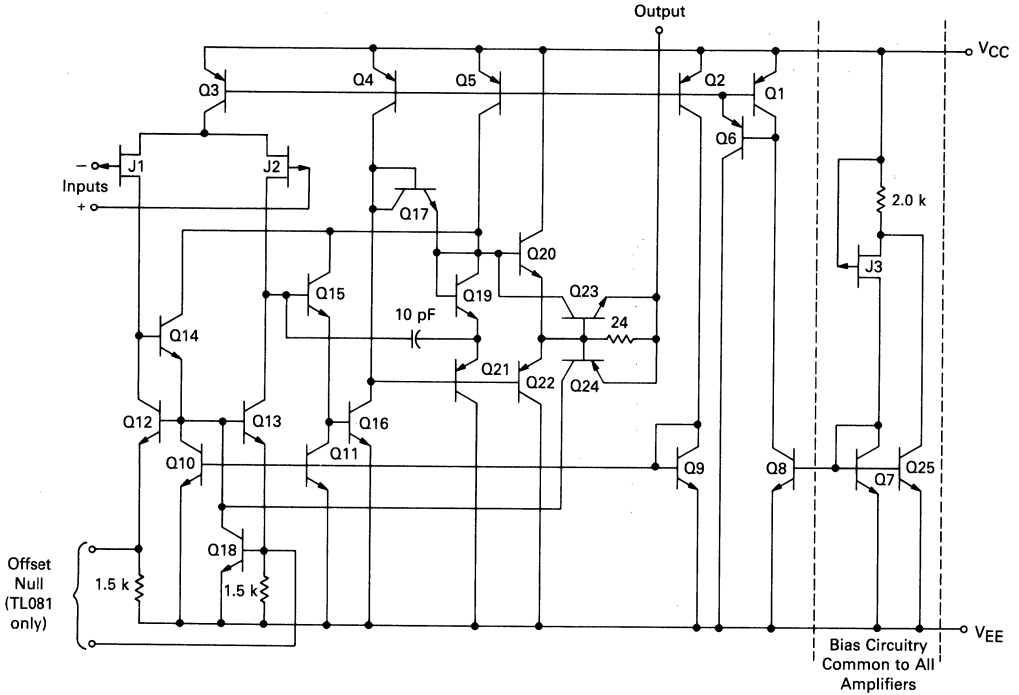 Output
VCC
Q3
Q4
Q5
Q2
Q1
Q6
−
J1
J2
Inputs
+
Q17
2.0 k
J3
Q20
Q15
Q19
Q23
24
10 pF
Q14
Q21
Q22
Q24
Q12
Q13
Q16
Q10
Q11
Q9
Q8
Q7
Q25
Q18
Offset
Null
(TL081
only)
1.5 k
1.5 k
VEE
Bias Circuitry
Common to All
Amplifiers